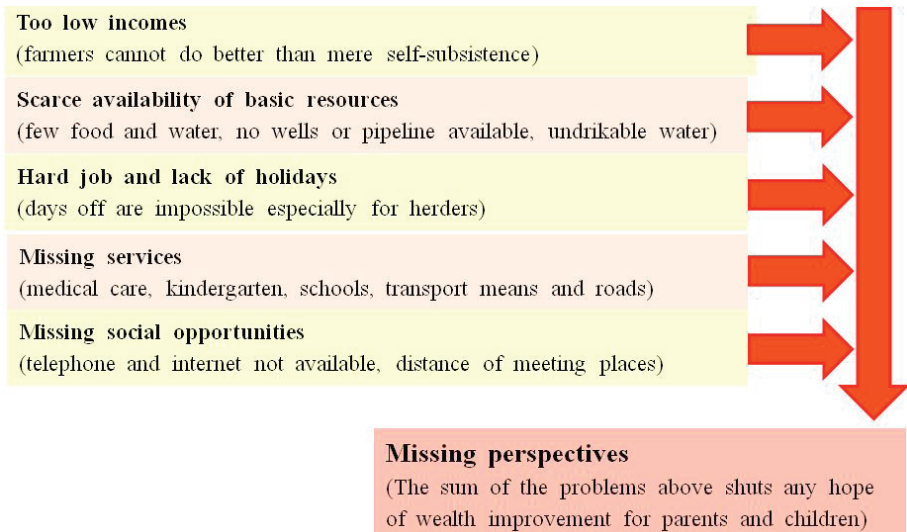 Too low incomes
(farmers cannot do better than mere self-subsistence)
Scarce availability of basic resources
(few food and water, no wells or pipeline available, undrikable water)
Hard job and lack of holidays
(days off are impossible especially for herders)
Missing services
(medical care, kindergarten, schools, transport means and roads)
Missing social opportunities
(telephone and internet not available, distance of meeting places)
Missing perspectives
(The sum of the problems above shuts any hope
of wealth improvement for parents and children)